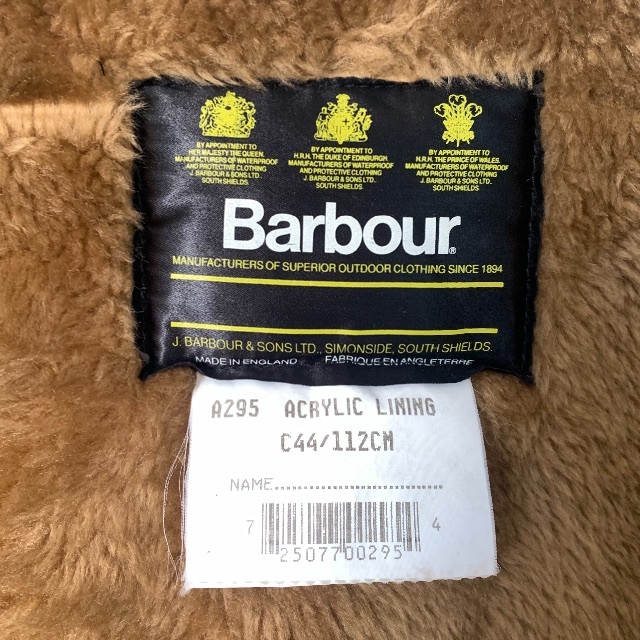 BY APPOINTMENT TO
HER MAJESTY THE QUEEN.
MANUFACTURERS OF WATERPROOF
AND PROTECTIVE CLOTHING
J. BARBOUR & SONS LTD.
SOUTH SHIELDS.
BY APPOINTMENT TO
H.R.H. THE DUKE OF EDINBURGH.
MANUFACTURERS OF WATERPROOF
AND PROTECTIVE CLOTHING
J. BARBOUR & SONS LTD.
SOUTH SHIELDS.
BY APPOINTMENT TO
H.R.H. THE PRINCE OF WALES.
MANUFACTURERS OF WATERPROOF
AND PROTECTIVE CLOTHING
J. BARBOUR & SONS LTD.
SOUTH SHIELDS.
Barbour®
MANUFACTURERS OF SUPERIOR OUTDOOR CLOTHING SINCE 1894
J. BARBOUR & SONS LTD., SIMONSIDE, SOUTH SHIELDS.
MADE IN ENGLAND FABRIQUE EN ANGLETERRE
A295 ACRYLIC LINING
C44/112CM
NAME..............................
7 2507700295 4